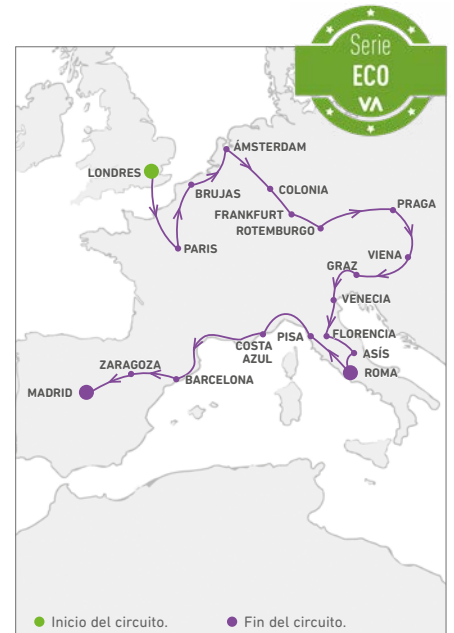 Serie
ECO
VA
ÁMSTERDAM
LONDRES
BRUJAS
COLONIA
PRAGA
FRANKFURT
ROTEMBURGO
PARIS
VIENA
GRAZ
VENECIA
PISA
FLORENCIA
COSTA
AZUL
ASÍS
ZARAGOZA
ROMA
BARCELONA
MADRID
Inicio del circuito.
Fin del circuito.